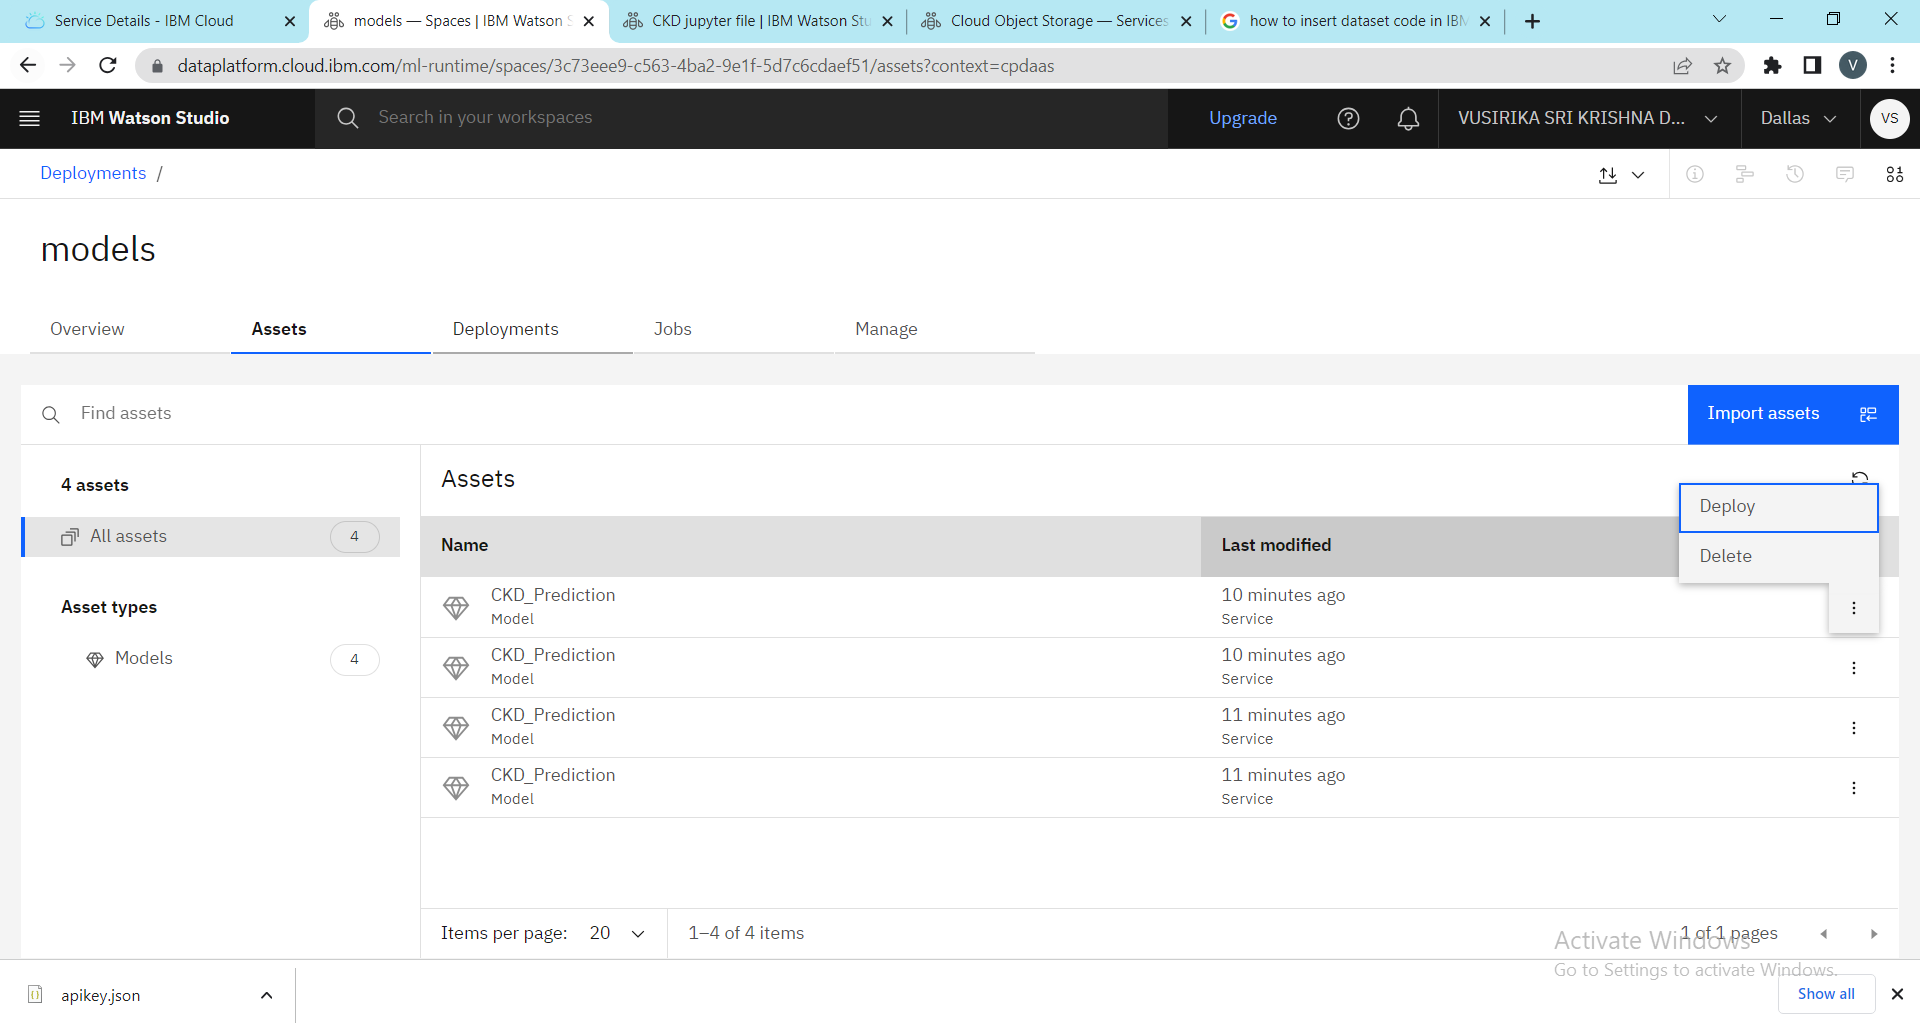 Service Details - IBM Cloud
models — Spaces | IBM Watson S
CKD jupyter file | IBM Watson Stu
Cloud Object Storage — Services
how to insert dataset code in IBM
dataplatform.cloud.ibm.com/ml-runtime/spaces/3c73eee9-c563-4ba2-9e1f-5d7c6cdaef51/assets?context=cpdaas
V
IBM Watson Studio
Search in your workspaces
Upgrade
VUSIRIKA SRI KRISHNA D...
Dallas
VS
Deployments /
models
Overview
Assets
Deployments
Jobs
Manage
Find assets
Import assets
4 assets
All assets
4
Asset types
Models
4
Assets
Deploy
Delete
Name
Last modified
CKD_Prediction
Model
10 minutes ago
Service
CKD_Prediction
Model
10 minutes ago
Service
CKD_Prediction
Model
11 minutes ago
Service
CKD_Prediction
Model
11 minutes ago
Service
Items per page: 20
1–4 of 4 items
1 of 1 pages
Activate Windows
Go to Settings to activate Windows.
apikey.json
Show all